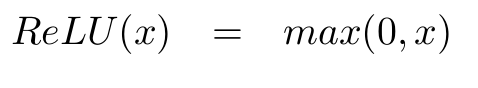 ReLU(x) = max(0, x)